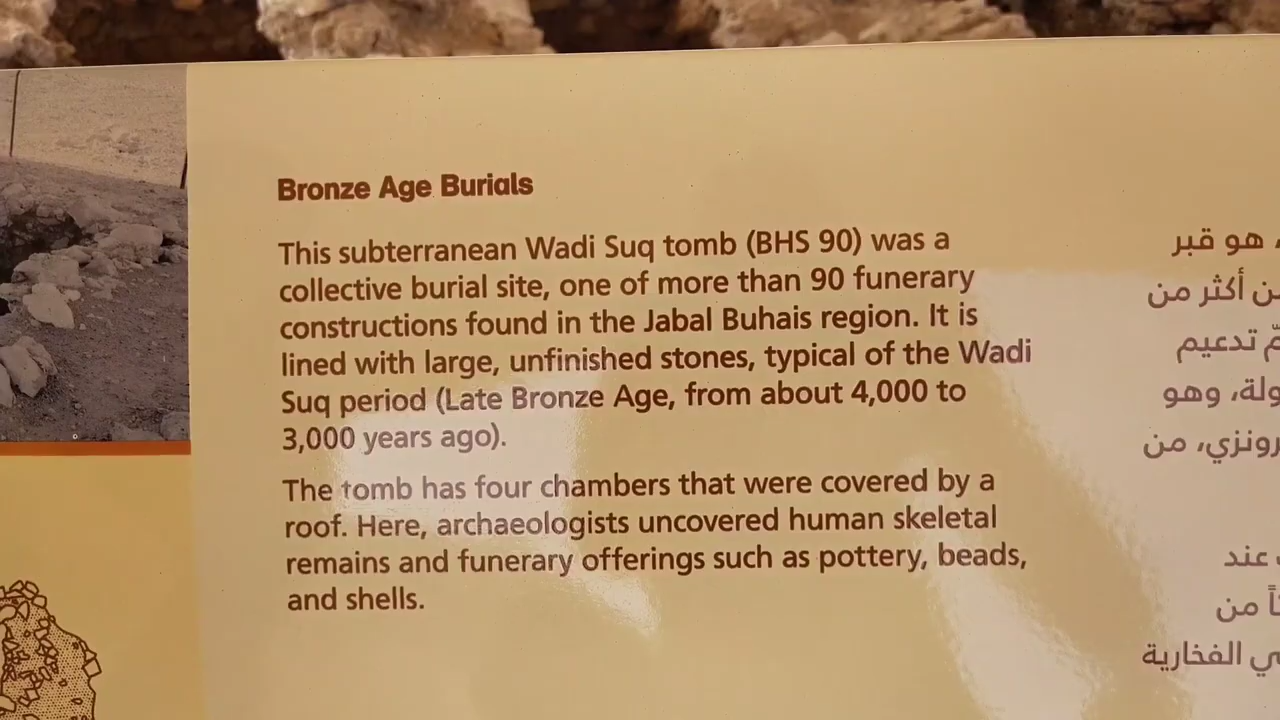 Bronze Age Burials
This subterranean Wadi Suq tomb (BHS 90) was a
collective burial site, one of more than 90 funerary
constructions found in the Jabal Buhais region. It is
lined with large, unfinished stones, typical of the Wadi
Suq period (Late Bronze Age, from about 4,000 to
3,000 years ago).
The tomb has four chambers that were covered by a
roof. Here, archaeologists uncovered human skeletal
remains and funerary offerings such as pottery, beads,
and shells.
هو قبر
أكثر من
تدعيم
وهو
من
عند
من
الفخارية